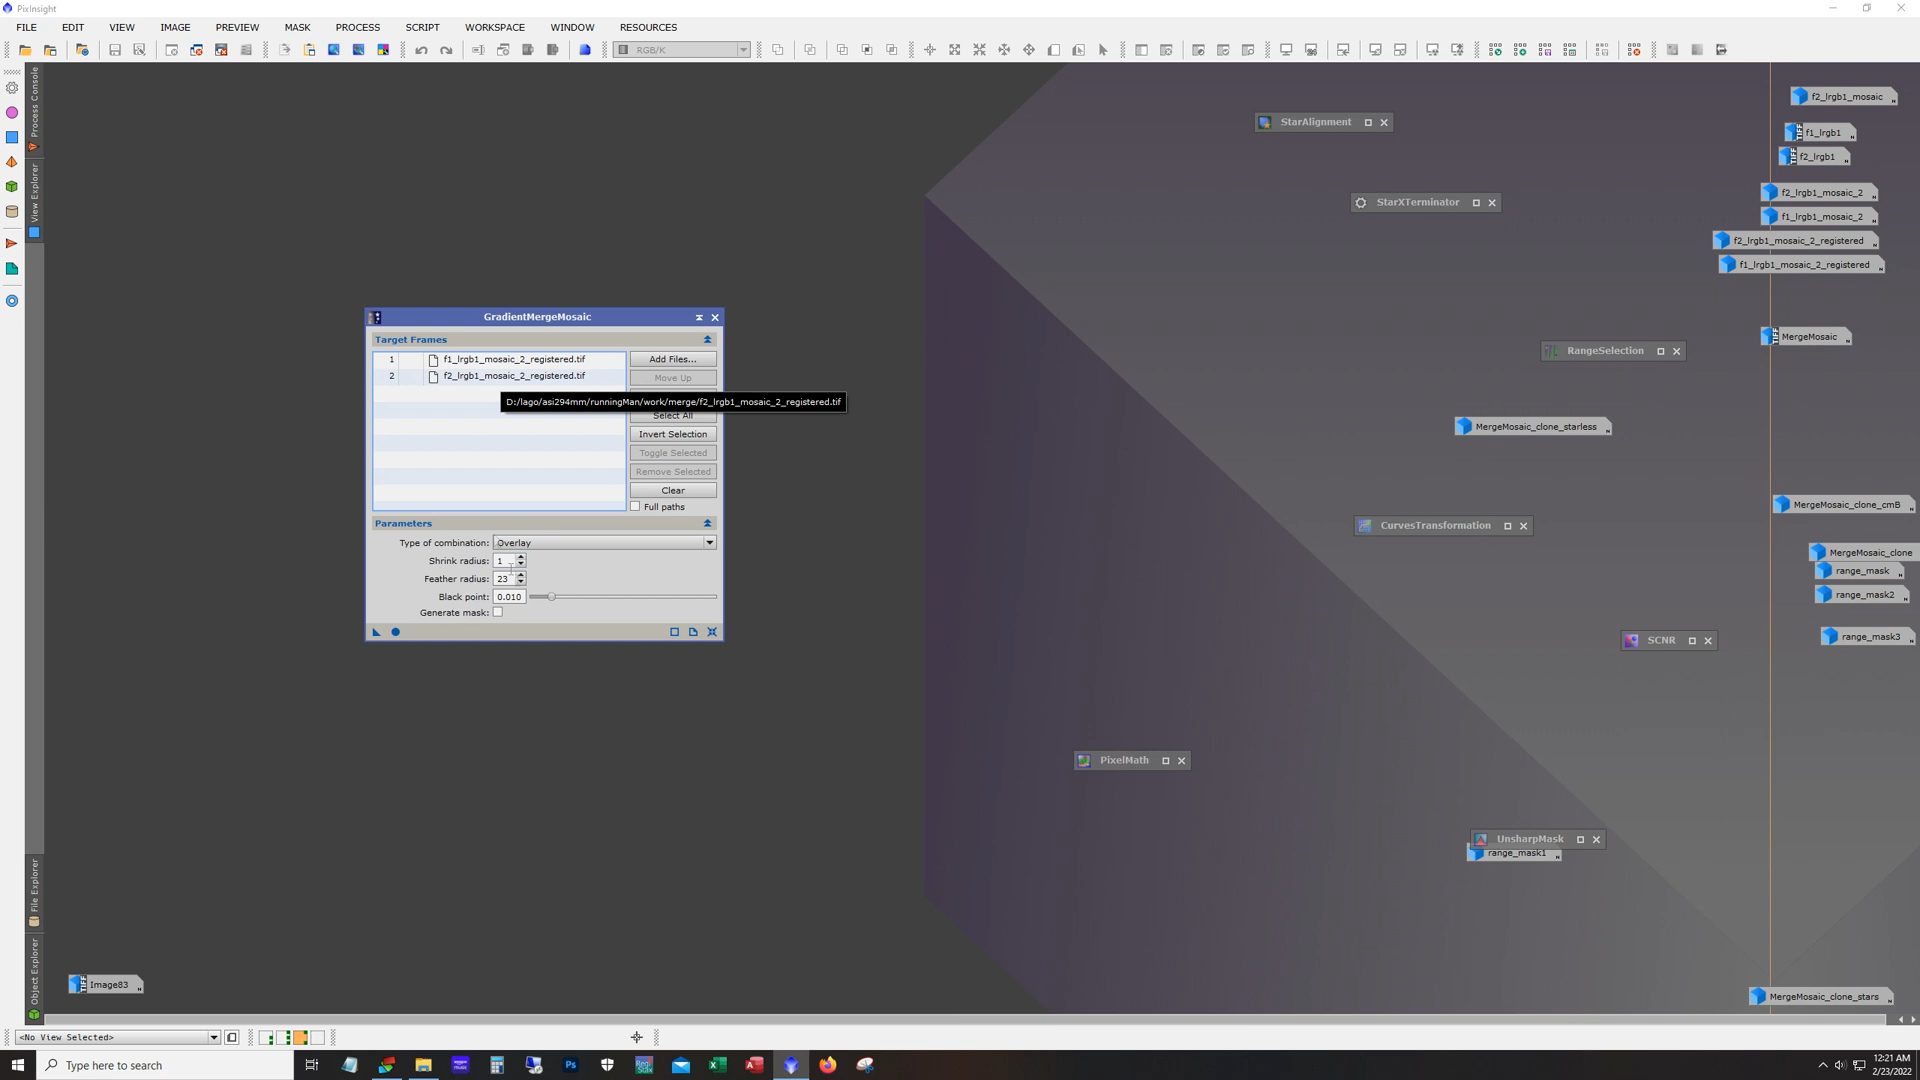 PixInsight
FILE EDIT VIEW IMAGE PREVIEW MASK PROCESS SCRIPT WORKSPACE WINDOW RESOURCES
RGB/K
Process Console
View Explorer
File Explorer
Object Explorer
StarAlignment
StarXTerminator
RangeSelection
MergeMosaic_clone_starless
CurvesTransformation
SCNR
PixelMath
UnsharpMask
range_mask1
f2_lrgb1_mosaic
TIFF f1_lrgb1
TIFF f2_lrgb1
f2_lrgb1_mosaic_2
f1_lrgb1_mosaic_2
f2_lrgb1_mosaic_2_registered
f1_lrgb1_mosaic_2_registered
TIFF MergeMosaic
MergeMosaic_clone_cmB
MergeMosaic_clone
range_mask
range_mask2
range_mask3
MergeMosaic_clone_stars
GradientMergeMosaic
Target Frames
1 f1_lrgb1_mosaic_2_registered.tif
2 f2_lrgb1_mosaic_2_registered.tif
Add Files...
Move Up
D:/lago/asi294mm/runningMan/work/merge/f2_lrgb1_mosaic_2_registered.tif
Select All
Invert Selection
Toggle Selected
Remove Selected
Clear
Full paths
Parameters
Type of combination: Overlay
Shrink radius: 1
Feather radius: 23
Black point: 0.010
Generate mask:
TIFF Image83
<No View Selected>
Type here to search
Ps
12:21 AM
2/23/2022